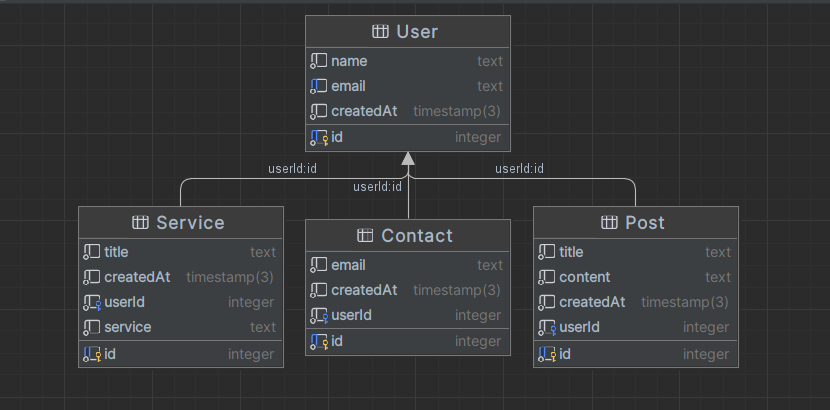 User
name text
email text
createdAt timestamp(3)
id integer
userId:id
userId:id
userId:id
Service
title text
createdAt timestamp(3)
userId integer
service text
id integer
Contact
email text
createdAt timestamp(3)
userId integer
id integer
Post
title text
content text
createdAt timestamp(3)
userId integer
id integer